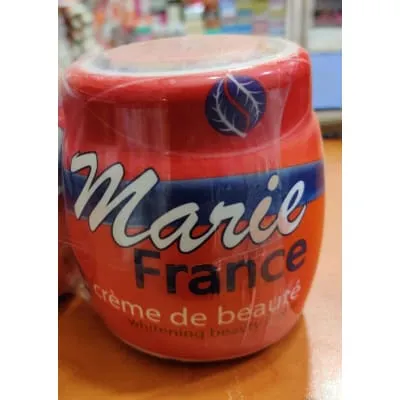 Marie
France
crème de beauté
whitening beauty